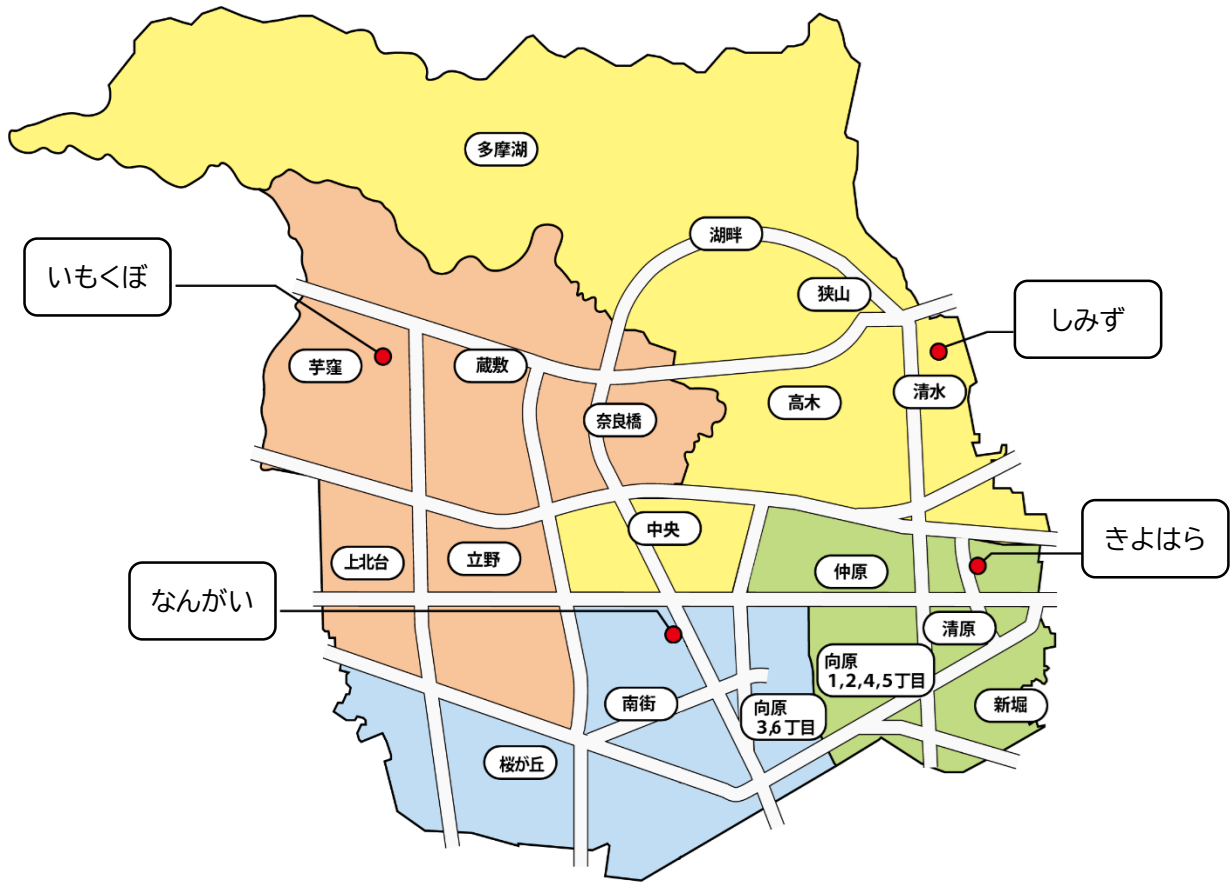 多摩湖
湖畔
いもくぼ
狭山
しみず
芋窪
蔵敷
清水
高木
奈良橋
中央
きよはら
上北台
立野
仲原
なんがい
清原
向原
1,2,4,5丁目
南街
向原
3,6丁目
新堀
桜が丘